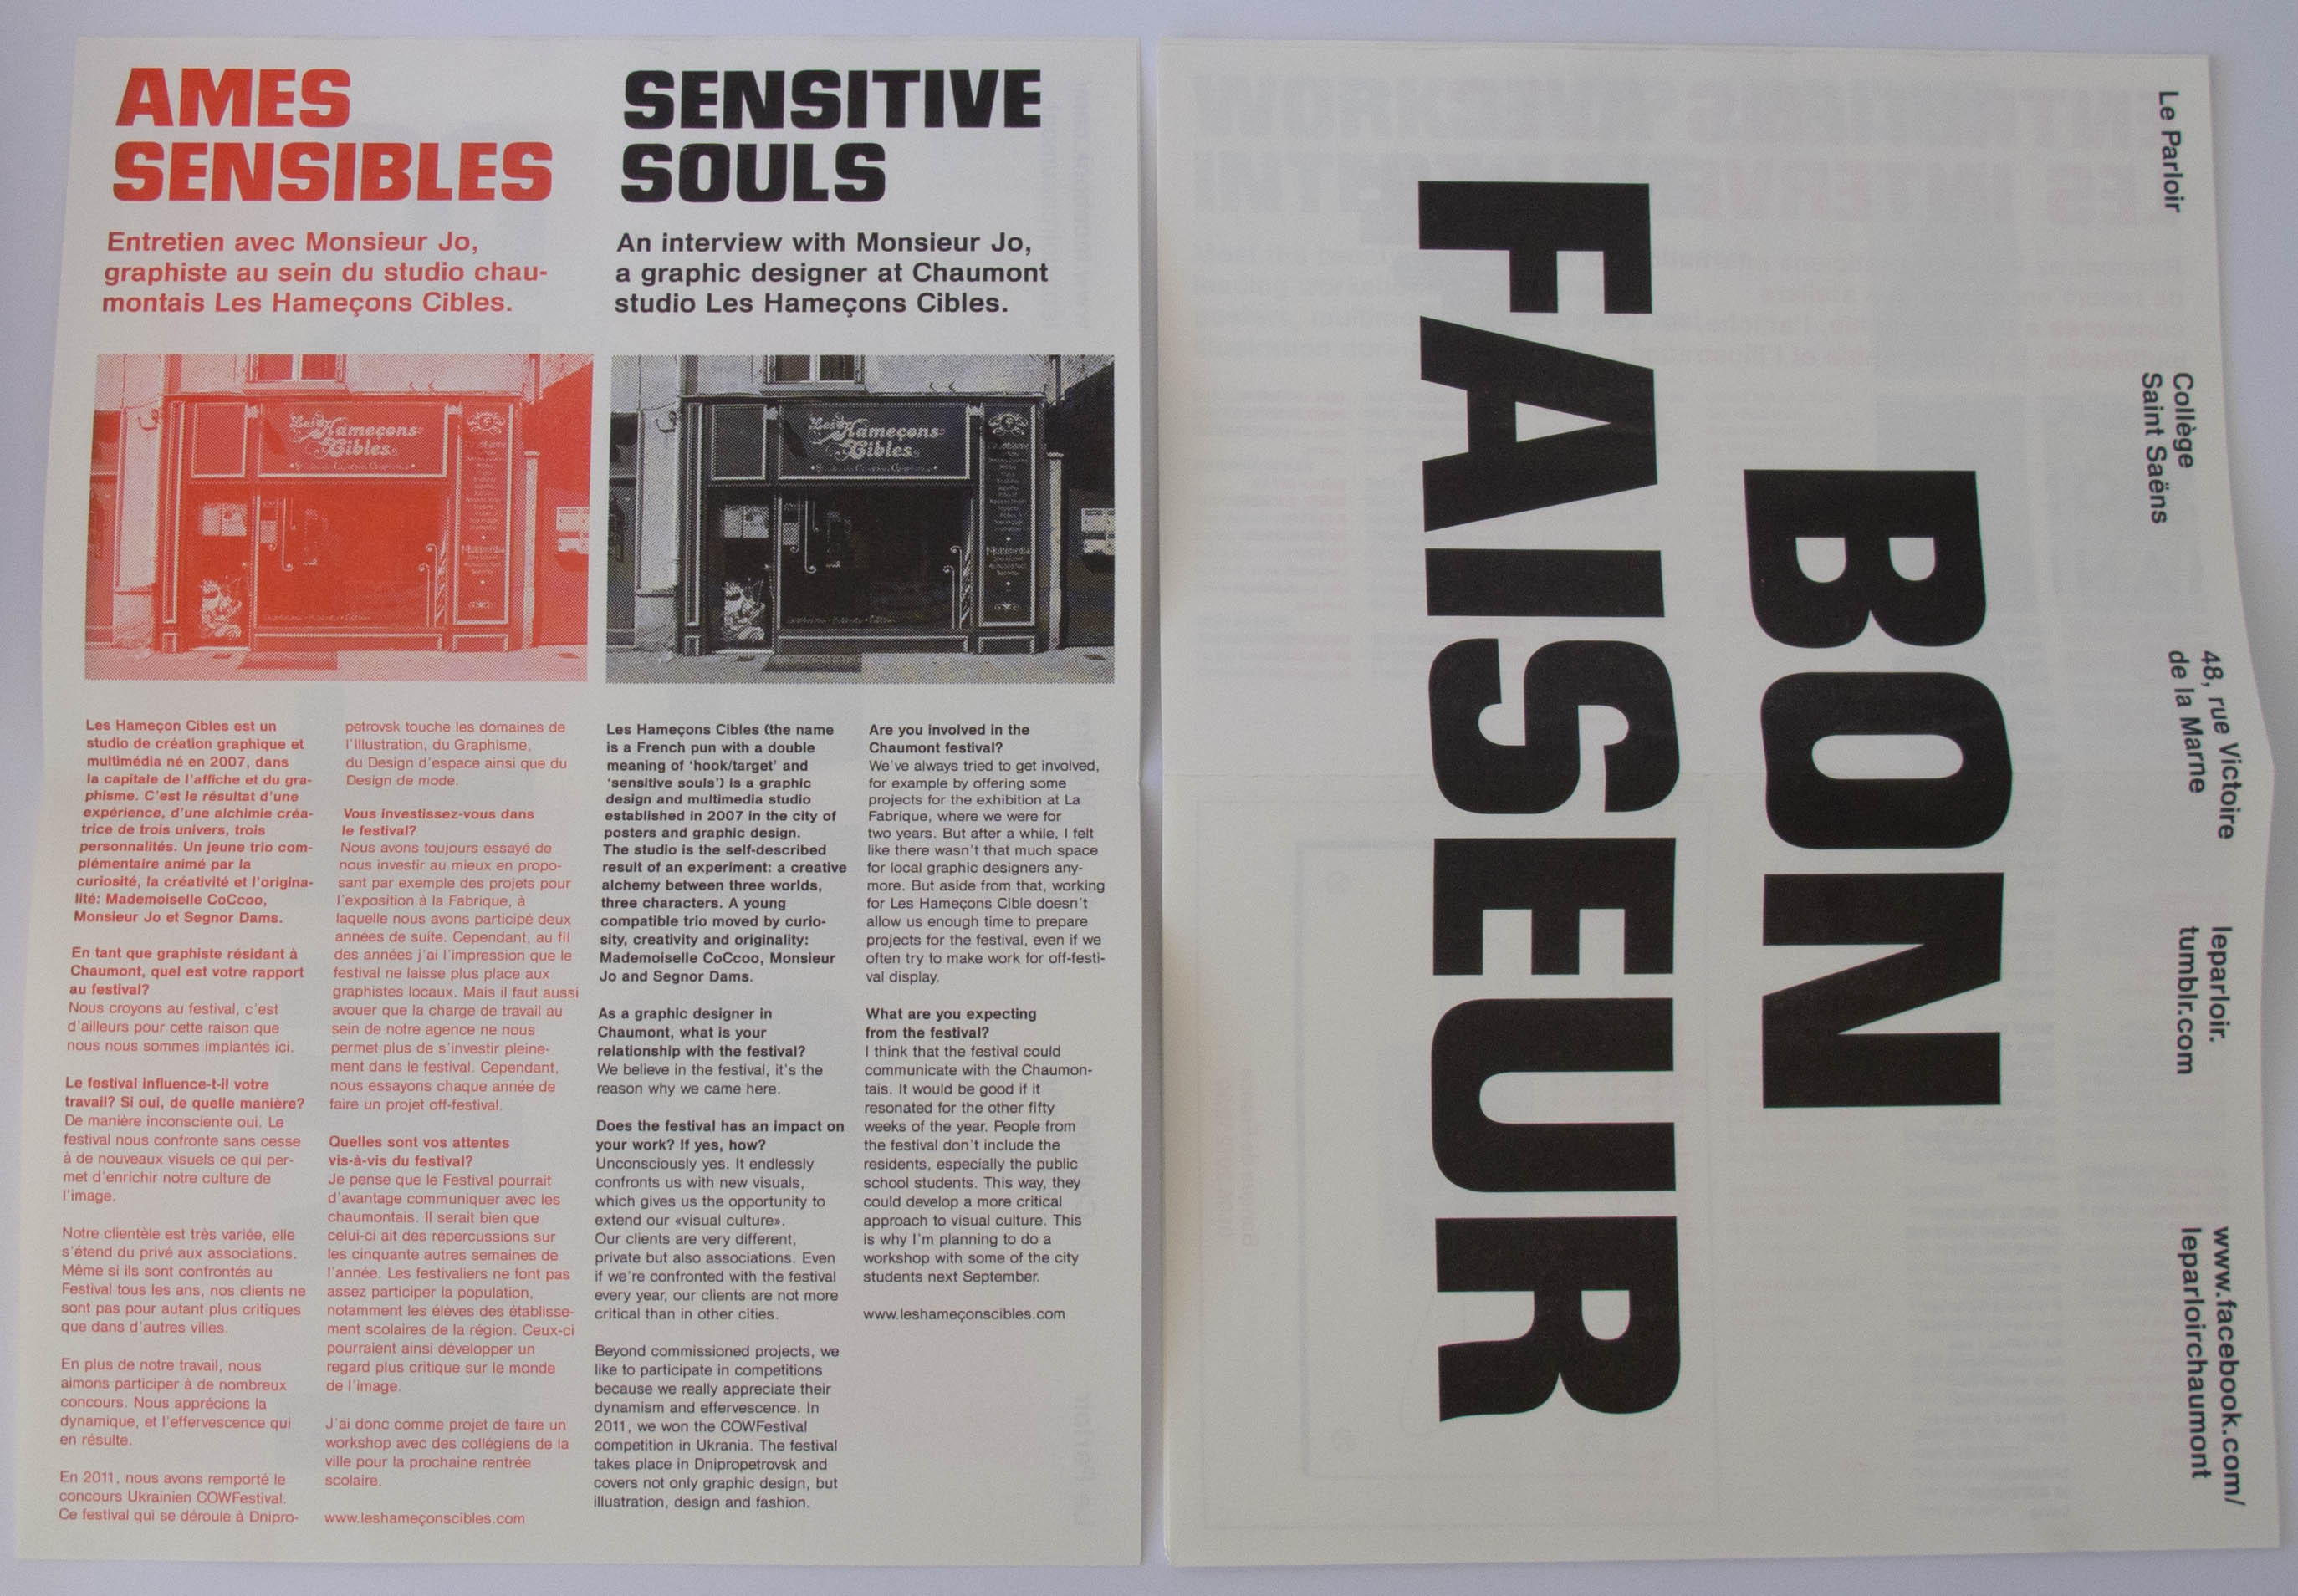 AMES
SENSIBLES
Entretien avec Monsieur Jo,
graphiste au sein du studio chau-
montais Les Hameçons Cibles.
Les Hameçons
Cibles
Les Hameçon Cibles est un
studio de création graphique et
multimédia né en 2007, dans
la capitale de l'affiche et du gra-
phisme. C'est le résultat d'une
expérience, d'une alchimie créa-
trice de trois univers, trois
personnalités. Un jeune trio com-
plémentaire animé par la
curiosité, la créativité et l'origina-
lité: Mademoiselle CoCcoo,
Monsieur Jo et Segnor Dams.
En tant que graphiste résidant à
Chaumont, quel est votre rapport
au festival?
Nous croyons au festival, c'est
d'ailleurs pour cette raison que
nous nous sommes implantés ici.
Le festival influence-t-il votre
travail? Si oui, de quelle manière?
De manière inconsciente oui. Le
festival nous confronte sans cesse
à de nouveaux visuels ce qui per-
met d'enrichir notre culture de
l'image.
Notre clientèle est très variée, elle
s'étend du privé aux associations.
Même si ils sont confrontés au
Festival tous les ans, nos clients ne
sont pas pour autant plus critiques
que dans d'autres villes.
En plus de notre travail, nous
aimons participer à de nombreux
concours. Nous apprécions la
dynamique, et l'effervescence qui
en résulte.
En 2011, nous avons remporté le
concours Ukrainien COWFestival.
Ce festival qui se déroule à Dnipro-
petrovsk touche les domaines de
l'Illustration, du Graphisme,
du Design d'espace ainsi que du
Design de mode.
Vous investissez-vous dans
le festival?
Nous avons toujours essayé de
nous investir au mieux en propo-
sant par exemple des projets pour
l'exposition à la Fabrique, à
laquelle nous avons participé deux
années de suite. Cependant, au fil
des années j'ai l'impression que le
festival ne laisse plus place aux
graphistes locaux. Mais il faut aussi
avouer que la charge de travail au
sein de notre agence ne nous
permet plus de s'investir pleine-
ment dans le festival. Cependant,
nous essayons chaque année de
faire un projet off-festival.
Quelles sont vos attentes
vis-à-vis du festival?
Je pense que le Festival pourrait
d'avantage communiquer avec les
chaumontais. Il serait bien que
celui-ci ait des répercussions sur
les cinquante autres semaines de
l'année. Les festivaliers ne font pas
assez participer la population,
notamment les élèves des établisse-
ment scolaires de la région. Ceux-ci
pourraient ainsi développer un
regard plus critique sur le monde
de l'image.
J'ai donc comme projet de faire un
workshop avec des collégiens de la
ville pour la prochaine rentrée
scolaire.
www.leshameçonscibles.com
SENSITIVE
SOULS
An interview with Monsieur Jo,
a graphic designer at Chaumont
studio Les Hameçons Cibles.
Les Hameçons
Cibles
Multimédia
Les Hameçons Cibles (the name
is a French pun with a double
meaning of 'hook/target' and
'sensitive souls') is a graphic
design and multimedia studio
established in 2007 in the city of
posters and graphic design.
The studio is the self-described
result of an experiment: a creative
alchemy between three worlds,
three characters. A young
compatible trio moved by curio-
sity, creativity and originality:
Mademoiselle CoCcoo, Monsieur
Jo and Segnor Dams.
As a graphic designer in
Chaumont, what is your
relationship with the festival?
We believe in the festival, it's the
reason why we came here.
Does the festival has an impact on
your work? If yes, how?
Unconsciously yes. It endlessly
confronts us with new visuals,
which gives us the opportunity to
extend our «visual culture».
Our clients are very different,
private but also associations. Even
if we're confronted with the festival
every year, our clients are not more
critical than in other cities.
Beyond commissioned projects, we
like to participate in competitions
because we really appreciate their
dynamism and effervescence. In
2011, we won the COWFestival
competition in Ukrania. The festival
takes place in Dnipropetrovsk and
covers not only graphic design, but
illustration, design and fashion.
Are you involved in the
Chaumont festival?
We've always tried to get involved,
for example by offering some
projects for the exhibition at La
Fabrique, where we were for
two years. But after a while, I felt
like there wasn't that much space
for local graphic designers any-
more. But aside from that, working
for Les Hameçons Cible doesn't
allow us enough time to prepare
projects for the festival, even if we
often try to make work for off-festi-
val display.
What are you expecting
from the festival?
I think that the festival could
communicate with the Chaumon-
tais. It would be good if it
resonated for the other fifty
weeks of the year. People from
the festival don't include the
residents, especially the public
school students. This way, they
could develop a more critical
approach to visual culture. This
is why I'm planning to do a
workshop with some of the city
students next September.
www.leshameçonscibles.com
Le Parloir
Collège
Saint Saëns
48, rue Victoire
de la Marne
leparloir.
tumblr.com
www.facebook.com/
leparloirchaumont
BON
FAISEUR